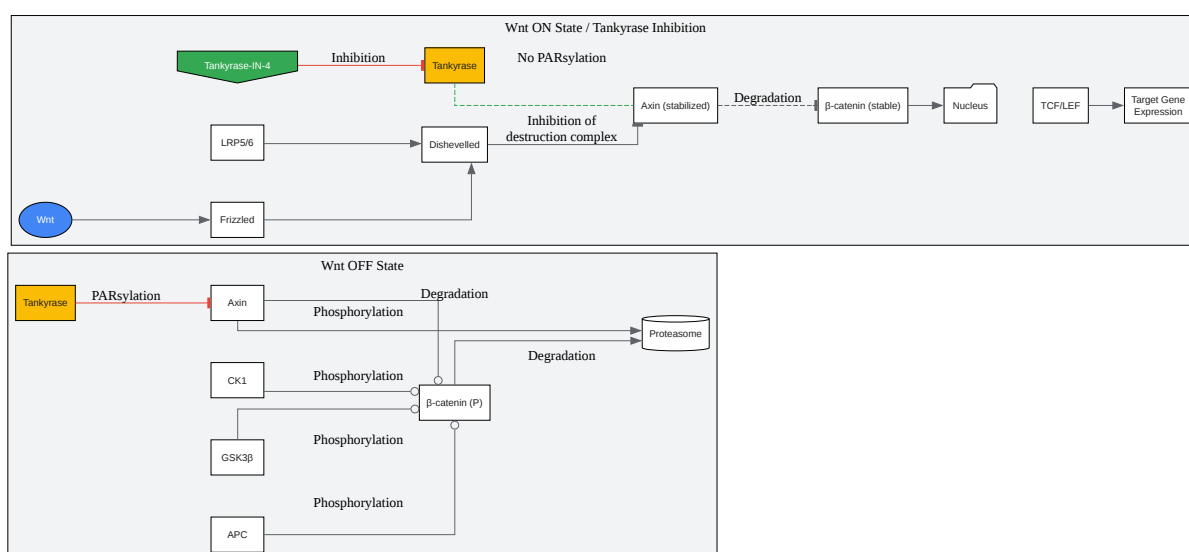 Wnt ON State / Tankyrase Inhibition
Tankyrase-IN-4
Inhibition
Tankyrase
No PARsylation
Axin (stabilized)
Degradation
β-catenin (stable)
Nucleus
TCF/LEF
Target Gene
Expression
LRP5/6
Dishevelled
Inhibition of
destruction complex
Wnt
Frizzled
Wnt OFF State
Tankyrase
PARsylation
Axin
Degradation
Phosphorylation
Proteasome
Degradation
CK1
Phosphorylation
β-catenin (P)
GSK3β
Phosphorylation
Phosphorylation
APC